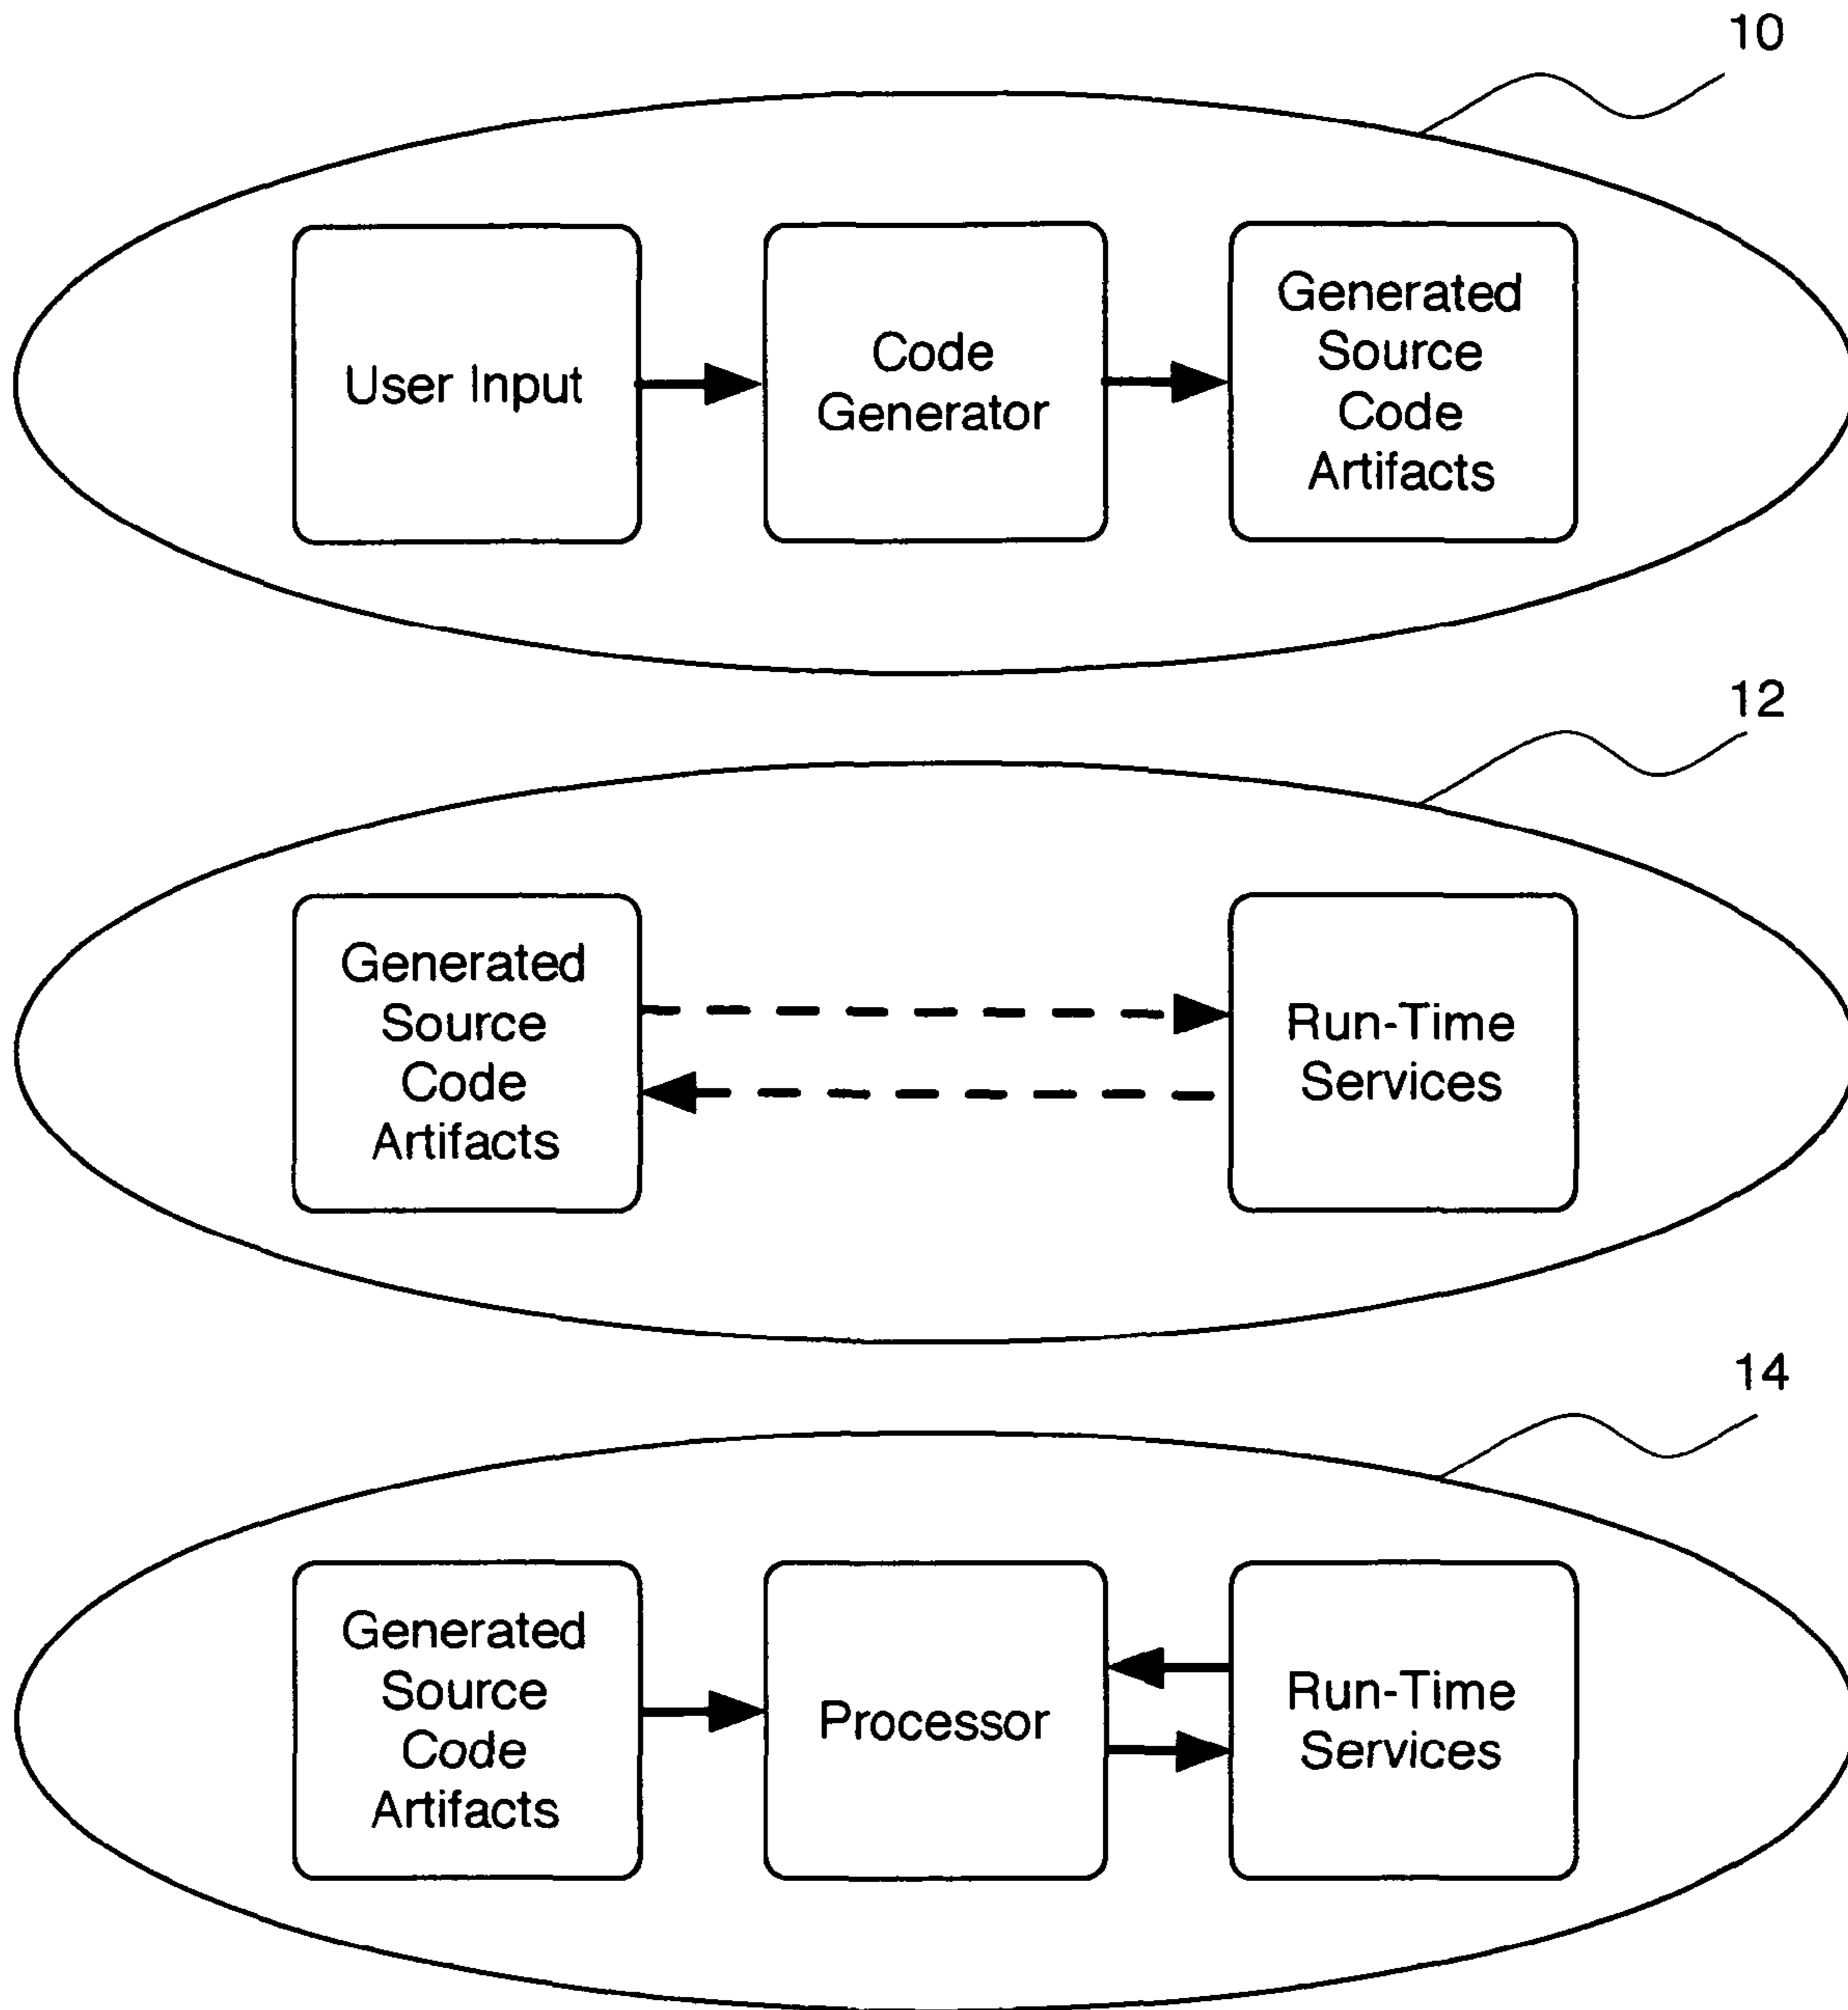 10
User Input
Code
Generator
Generated
Source
Code
Artifacts
12
Generated
Source
Code
Artifacts
Run-Time
Services
14
Generated
Source
Code
Artifacts
Processor
Run-Time
Services